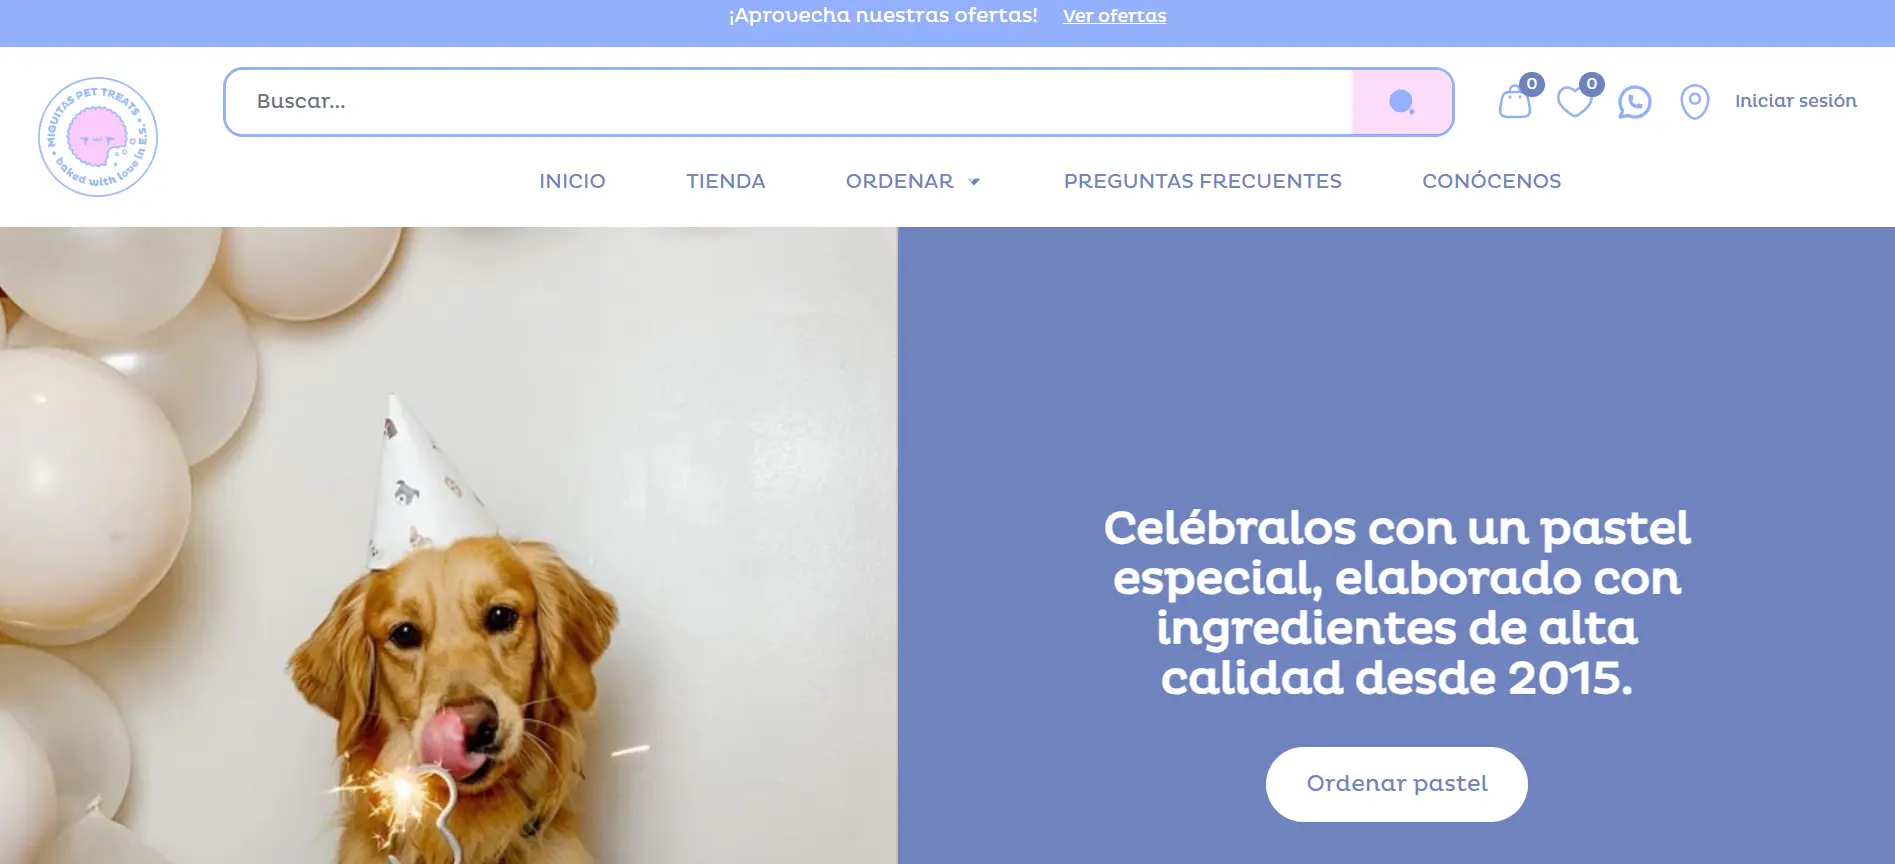 ¡Aprovecha nuestras ofertas! Ver ofertas
MIGUITAS PET TREATS
baked with love in E.S.
Buscar...
0
0
Iniciar sesión
INICIO
TIENDA
ORDENAR
PREGUNTAS FRECUENTES
CONÓCENOS
Celébralos con un pastel
especial, elaborado con
ingredientes de alta
calidad desde 2015.
Ordenar pastel